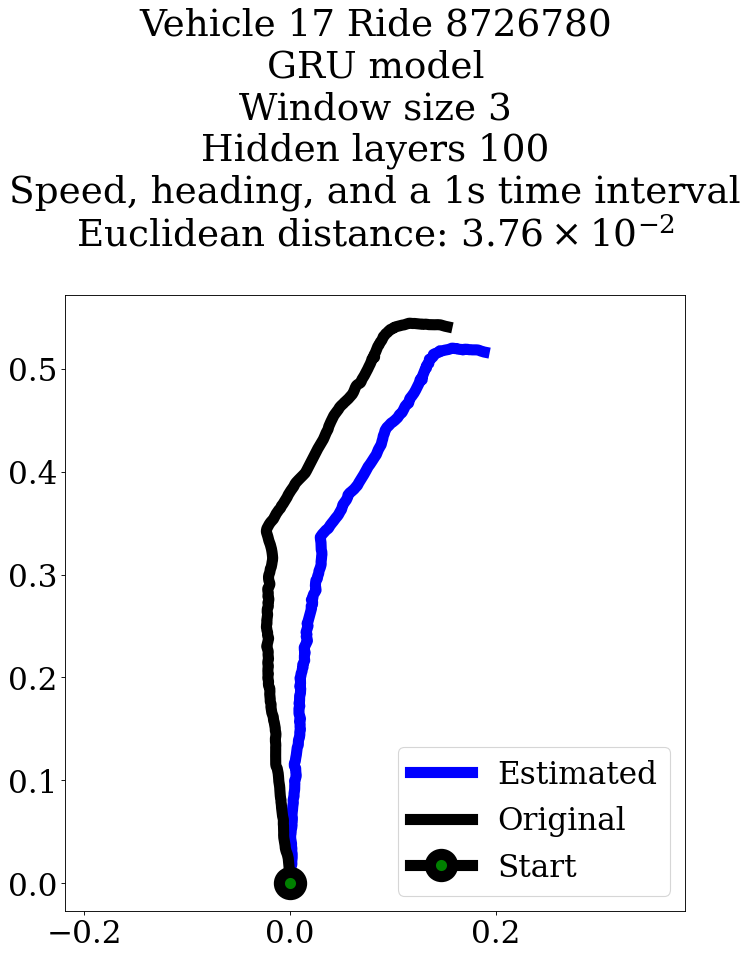 Vehicle 17 Ride 8726780
GRU model
Window size 3
Hidden layers 100
Speed, heading, and a 1s time interval
Euclidean distance: 3.76 × 10⁻²
0.5
0.4
0.3
0.2
0.1
0.0
Estimated
Original
Start
−0.2 0.0 0.2